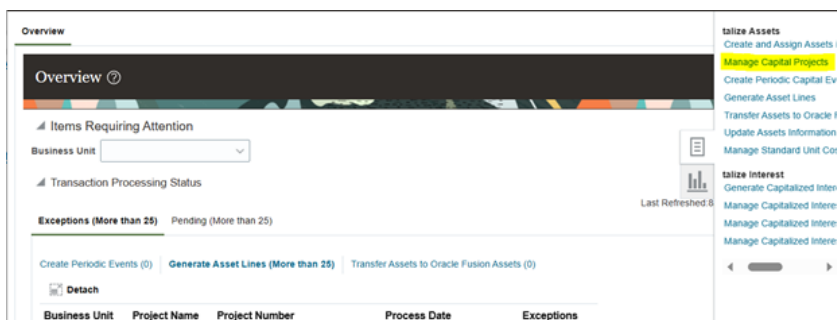 Overview
Overview
Items Requiring Attention
Business Unit
Transaction Processing Status
Last Refreshed:8
Exceptions (More than 25) Pending (More than 25)
Create Periodic Events (0) Generate Asset Lines (More than 25) Transfer Assets to Oracle Fusion Assets (0)
Detach
Business Unit Project Name Project Number Process Date Exceptions
talize Assets
Create and Assign Assets
Manage Capital Projects
Create Periodic Capital Ev
Generate Asset Lines
Transfer Assets to Oracle F
Update Assets Information
Manage Standard Unit Cos
talize Interest
Generate Capitalized Inter
Manage Capitalized Intere
Manage Capitalized Intere
Manage Capitalized Intere